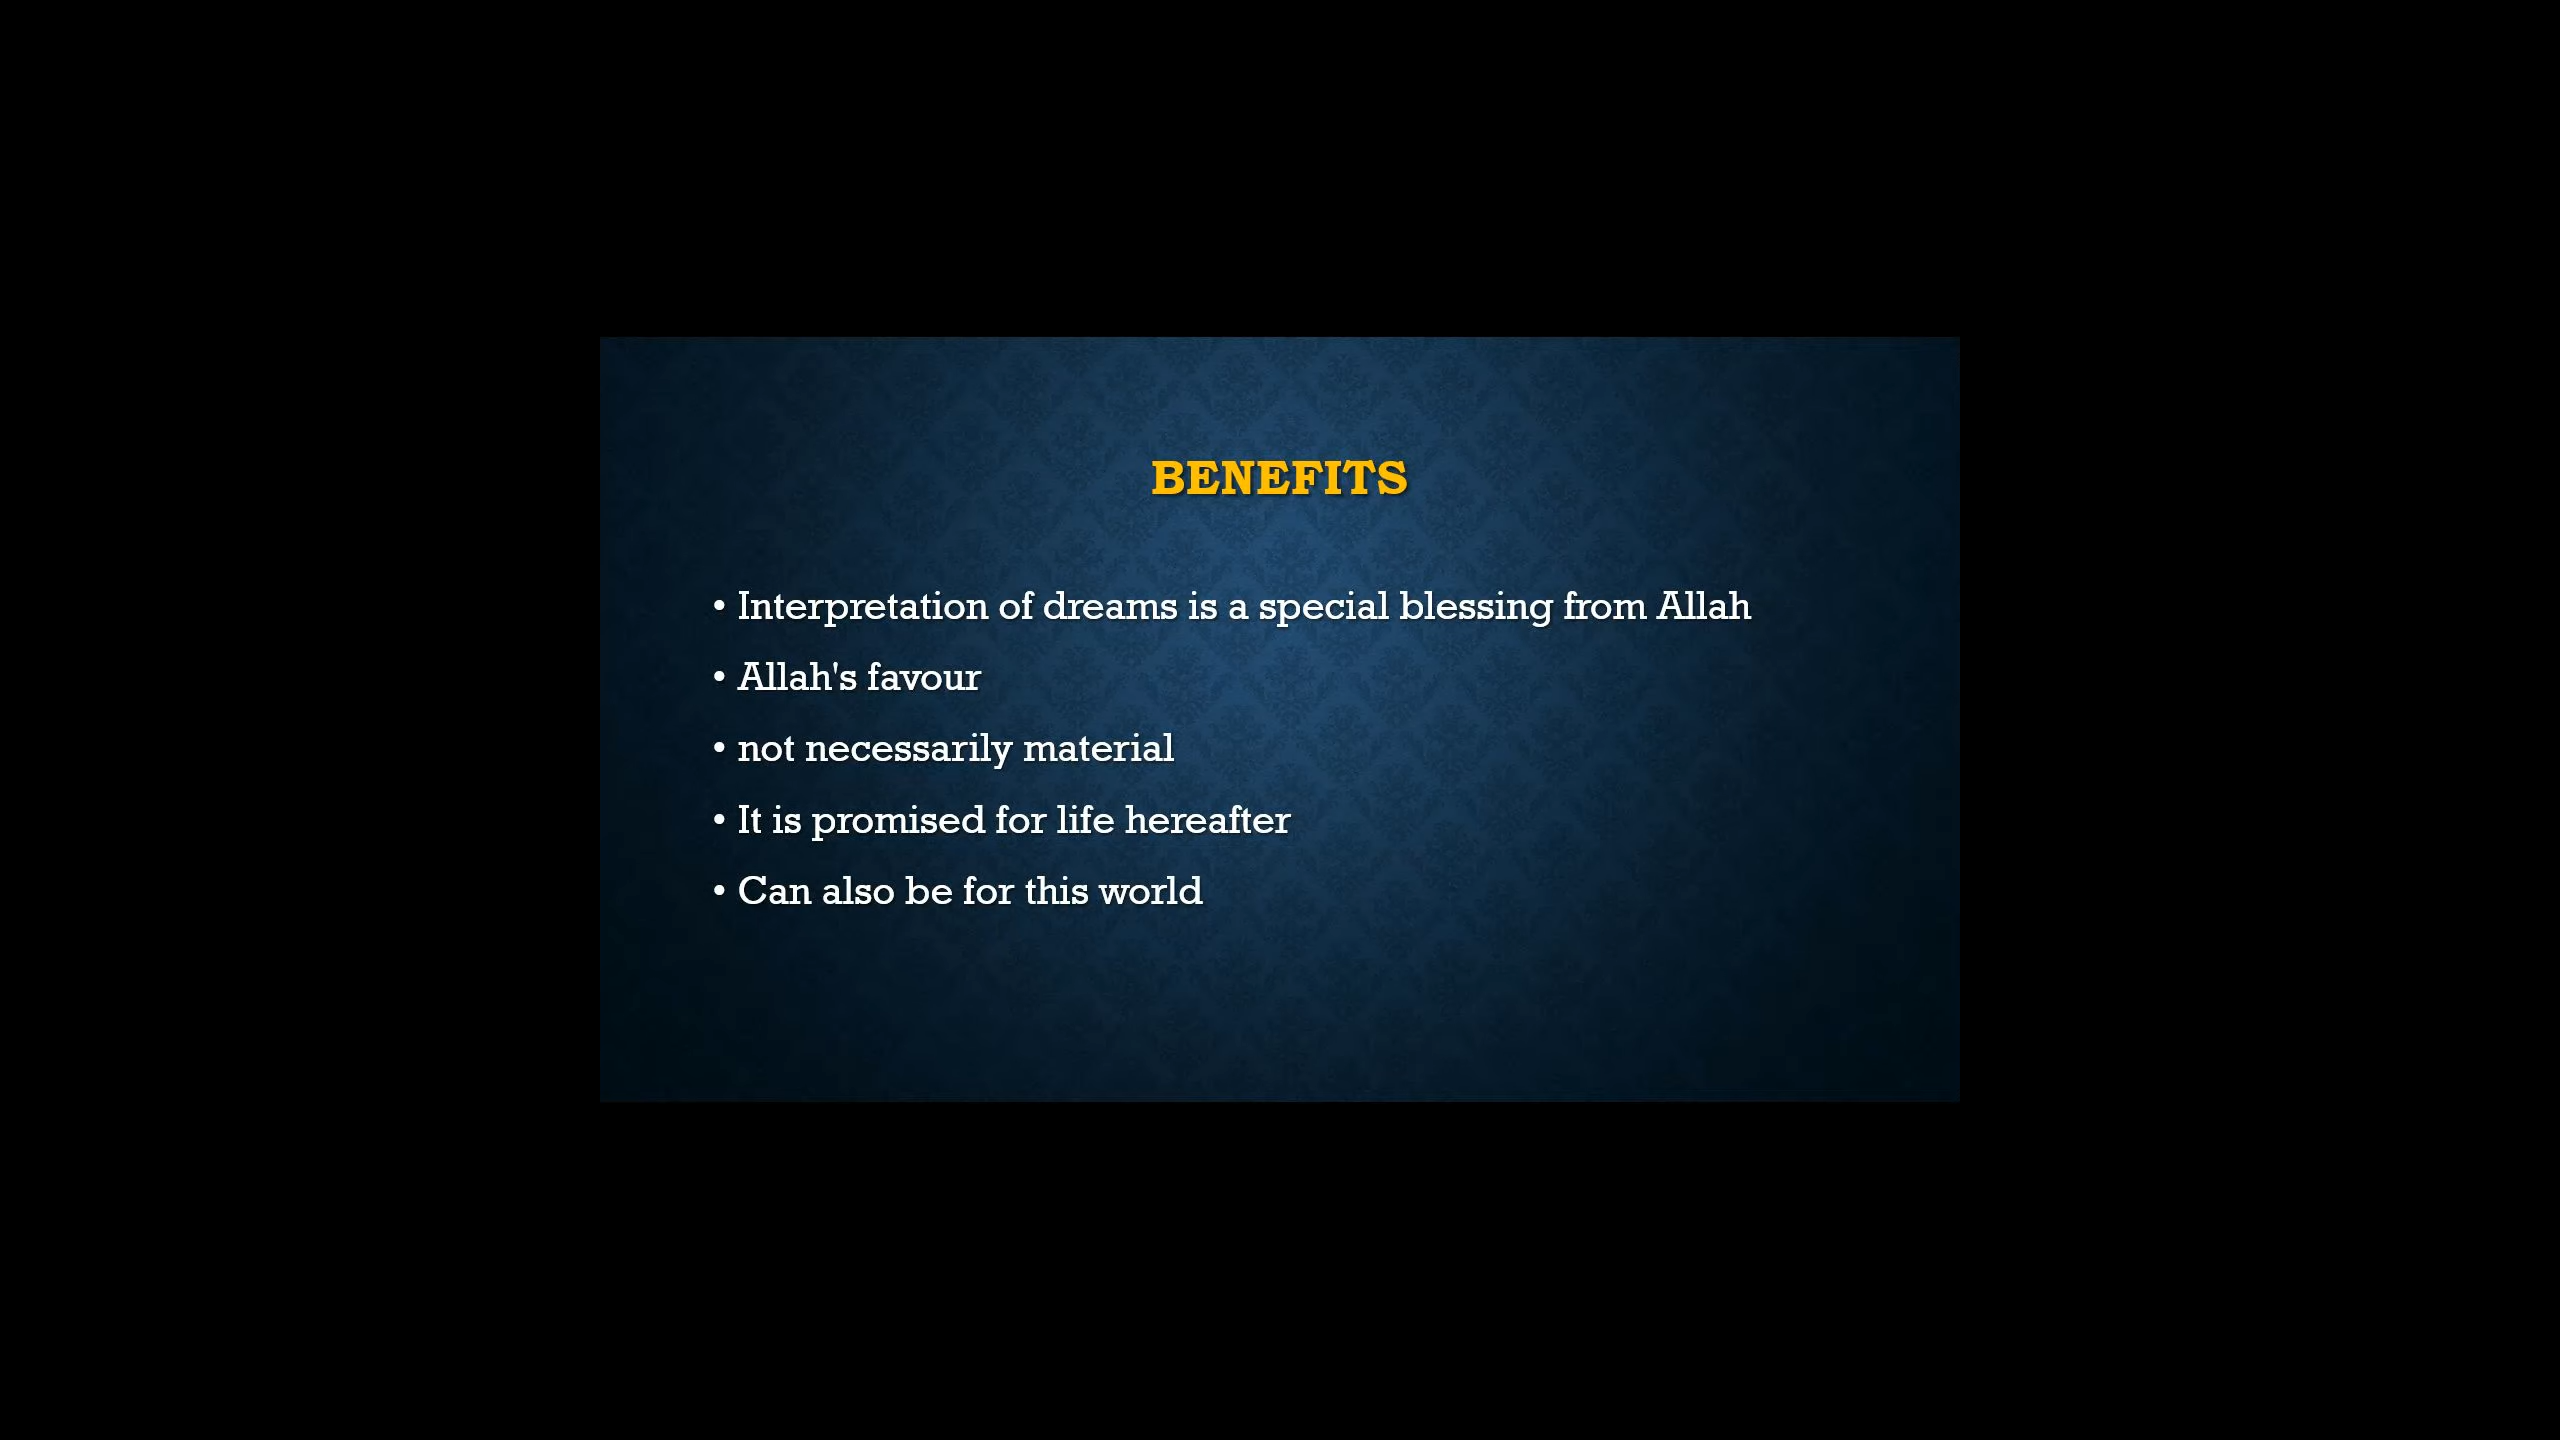 BENEFITS
• Interpretation of dreams is a special blessing from Allah
• Allah's favour
• not necessarily material
• It is promised for life hereafter
• Can also be for this world